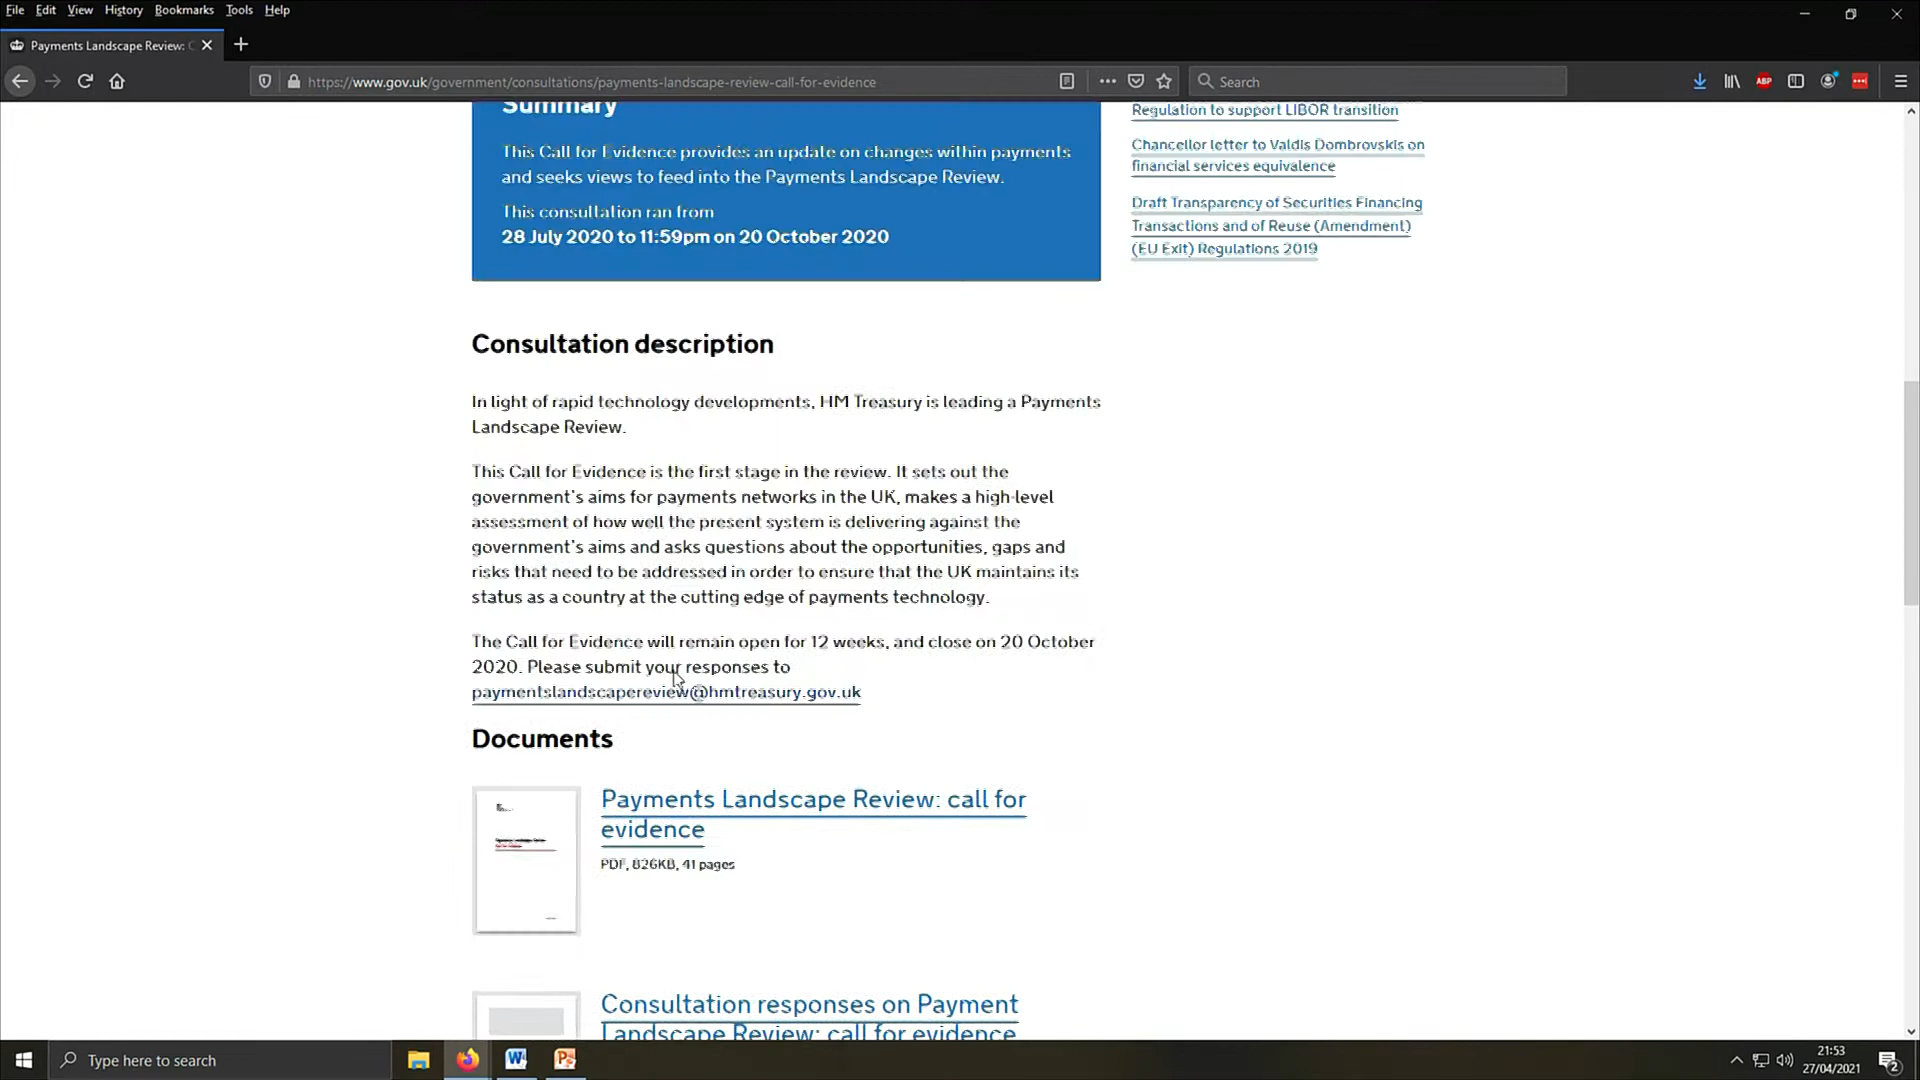 File Edit View History Bookmarks Tools Help
Payments Landscape Review: C
https://www.gov.uk/government/consultations/payments-landscape-review-call-for-evidence
Search
ABP
Summary
This Call for Evidence provides an update on changes within payments
and seeks views to feed into the Payments Landscape Review.
This consultation ran from
28 July 2020 to 11:59pm on 20 October 2020
Regulation to support LIBOR transition
Chancellor letter to Valdis Dombrovskis on
financial services equivalence
Draft Transparency of Securities Financing
Transactions and of Reuse (Amendment)
(EU Exit) Regulations 2019
Consultation description
In light of rapid technology developments, HM Treasury is leading a Payments
Landscape Review.
This Call for Evidence is the first stage in the review. It sets out the
government's aims for payments networks in the UK, makes a high-level
assessment of how well the present system is delivering against the
government's aims and asks questions about the opportunities, gaps and
risks that need to be addressed in order to ensure that the UK maintains its
status as a country at the cutting edge of payments technology.
The Call for Evidence will remain open for 12 weeks, and close on 20 October
2020. Please submit your responses to
paymentslandscapereview@hmtreasury.gov.uk
Documents
Payments Landscape Review: call for
evidence
PDF, 826KB, 41 pages
Consultation responses on Payment
Landscape Review: call for evidence
Type here to search
21:53
27/04/2021
2